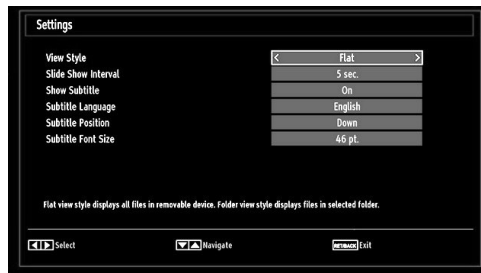 Settings
View Style < Flat >
Slide Show Interval 5 sec.
Show Subtitle On
Subtitle Language English
Subtitle Position Down
Subtitle Font Size 46 pt.
Flat view style displays all files in removable device. Folder view style displays files in selected folder.
Select Navigate RET/BACK Exit